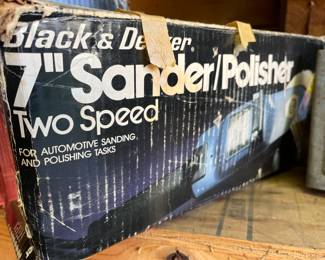 Black & Decker®
7" Sander/Polisher
Two Speed
FOR AUTOMOTIVE SANDING
AND POLISHING TASKS